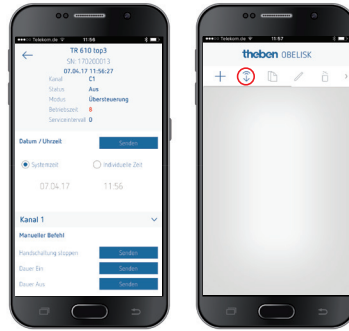 Telekom.de
11:56
TR 610 top3
SN: 170200013
07.04.17 11:56:27
Kanal C1
Status Aus
Modus Übersteuerung
Betriebszeit 8
Serviceintervall 0
Datum / Uhrzeit Senden
Systemzeit Individuelle Zeit
07.04.17 11:56
Kanal 1
Manueller Befehl
Handschaltung stoppen Senden
Dauer Ein Senden
Dauer Aus Senden
Telekom.de
11:57
theben OBELISK